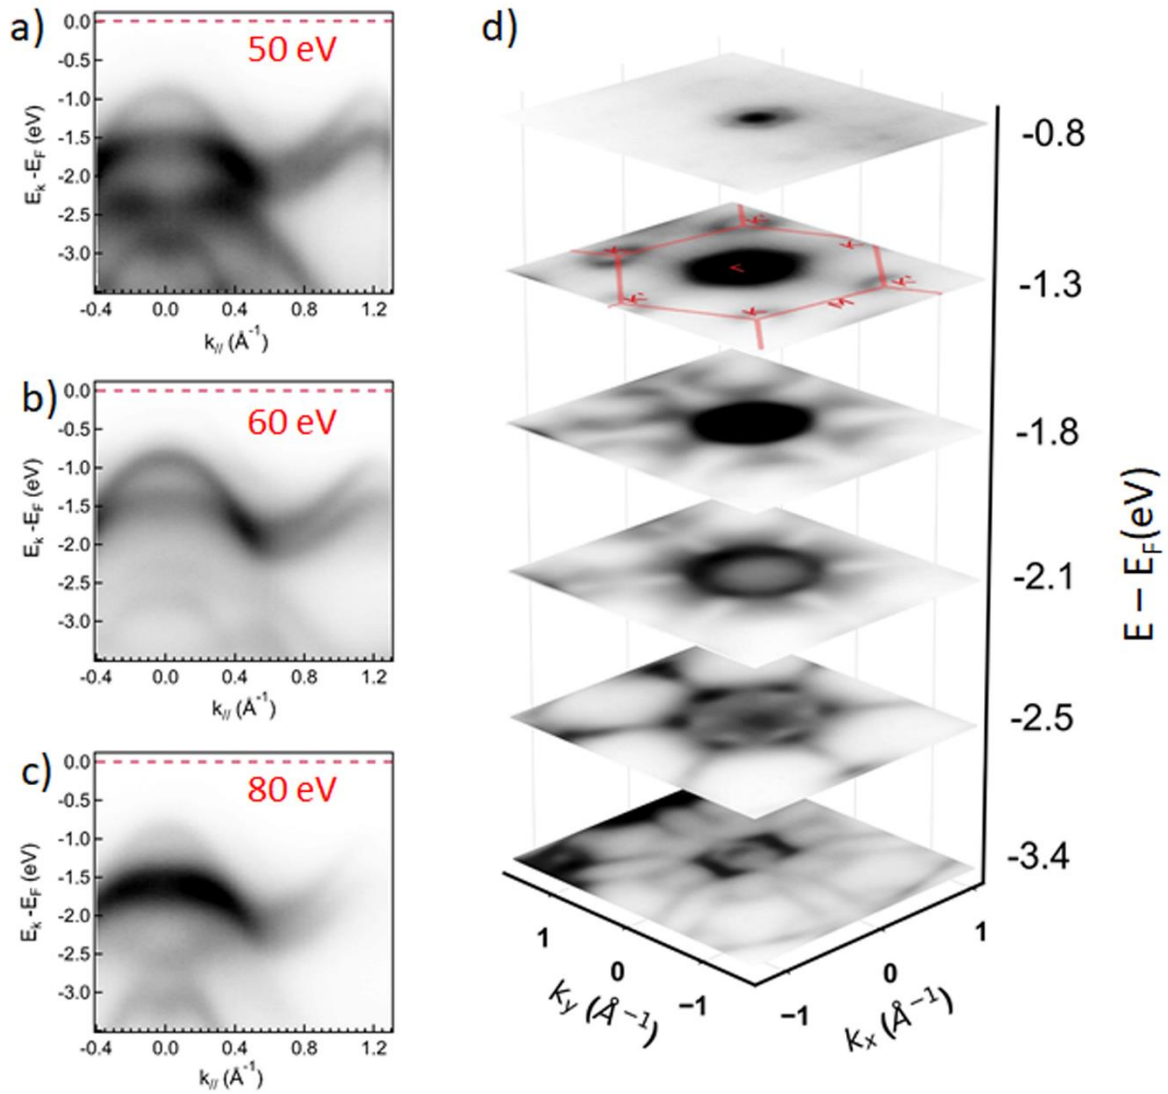 a)
50 eV
0.0
-0.5
-1.0
-1.5
-2.0
-2.5
-3.0
E_k -E_F (eV)
-0.4 0.0 0.4 0.8 1.2
k_// (Å^-1)
b)
60 eV
0.0
-0.5
-1.0
-1.5
-2.0
-2.5
-3.0
E_k -E_F (eV)
-0.4 0.0 0.4 0.8 1.2
k_// (Å^-1)
c)
80 eV
0.0
-0.5
-1.0
-1.5
-2.0
-2.5
-3.0
E_k -E_F (eV)
-0.4 0.0 0.4 0.8 1.2
k_// (Å^-1)
d)
-0.8
-1.3
-1.8
-2.1
-2.5
-3.4
E – E_F(eV)
1 0 −1
k_y (Å^−1)
−1 0 1
k_x (Å^−1)